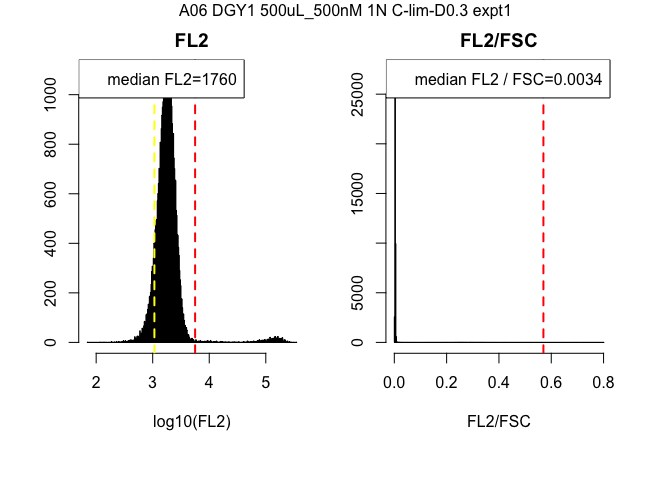 A06 DGY1 500uL_500nM 1N C-lim-D0.3 expt1
FL2
median FL2=1760
0 200 400 600 800 1000
2 3 4 5
log10(FL2)
FL2/FSC
median FL2 / FSC=0.0034
0 5000 15000 25000
0.0 0.2 0.4 0.6 0.8
FL2/FSC